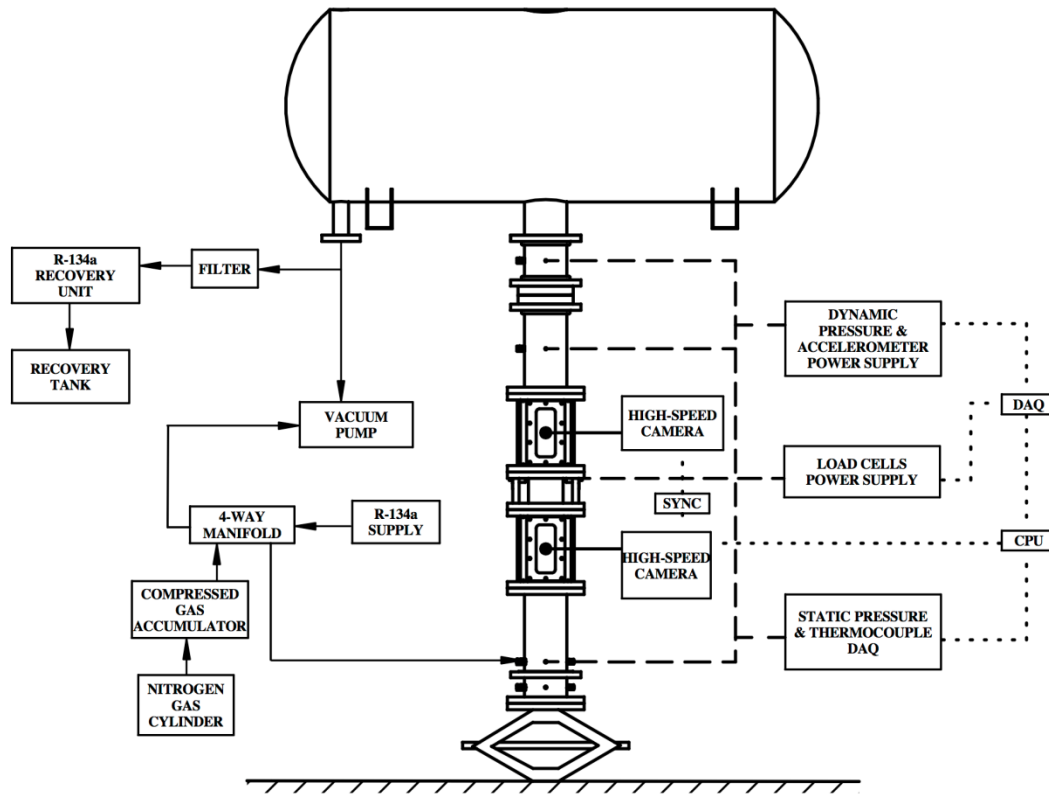 R-134a
RECOVERY
UNIT
FILTER
RECOVERY
TANK
VACUUM
PUMP
4-WAY
MANIFOLD
R-134a
SUPPLY
COMPRESSED
GAS
ACCUMULATOR
NITROGEN
GAS
CYLINDER
HIGH-SPEED
CAMERA
SYNC
HIGH-SPEED
CAMERA
DYNAMIC
PRESSURE &
ACCELEROMETER
POWER SUPPLY
LOAD CELLS
POWER SUPPLY
STATIC PRESSURE
& THERMOCOUPLE
DAQ
DAQ
CPU